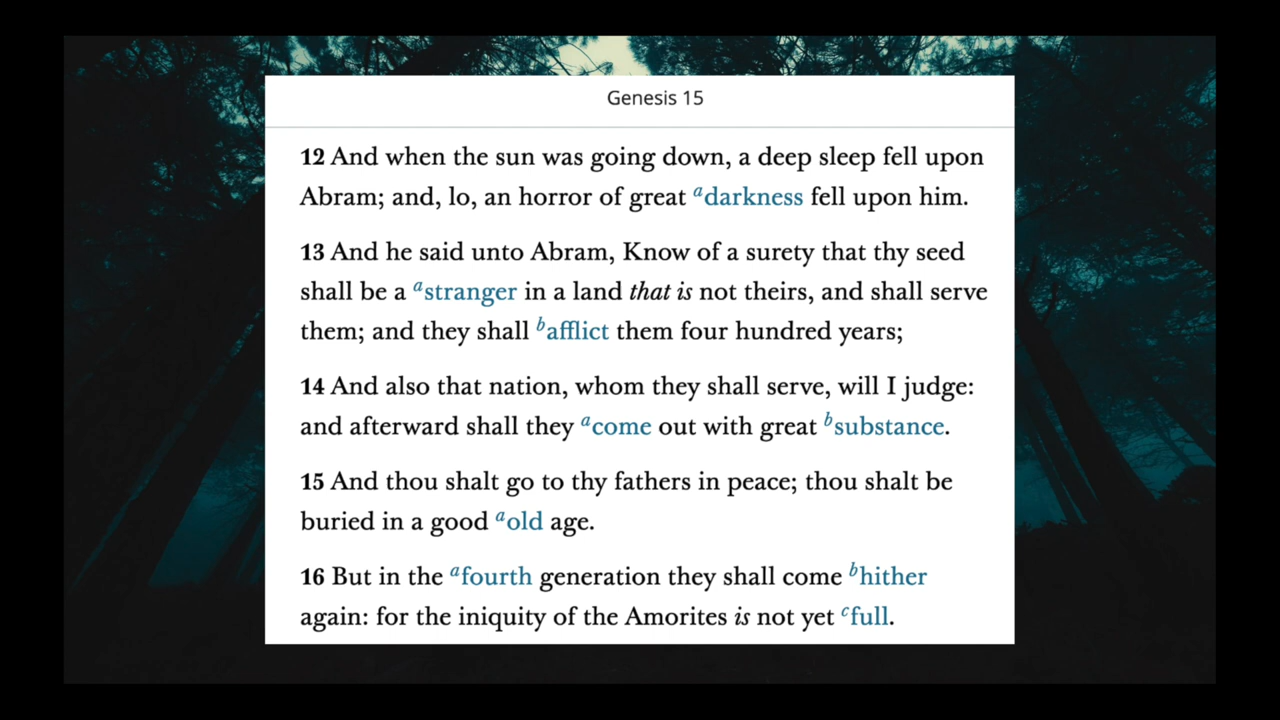 Genesis 15
12 And when the sun was going down, a deep sleep fell upon
Abram; and, lo, an horror of great adarkness fell upon him.
13 And he said unto Abram, Know of a surety that thy seed
shall be a astranger in a land that is not theirs, and shall serve
them; and they shall bafflict them four hundred years;
14 And also that nation, whom they shall serve, will I judge:
and afterward shall they acome out with great bsubstance.
15 And thou shalt go to thy fathers in peace; thou shalt be
buried in a good aold age.
16 But in the afourth generation they shall come bhither
again: for the iniquity of the Amorites is not yet cfull.